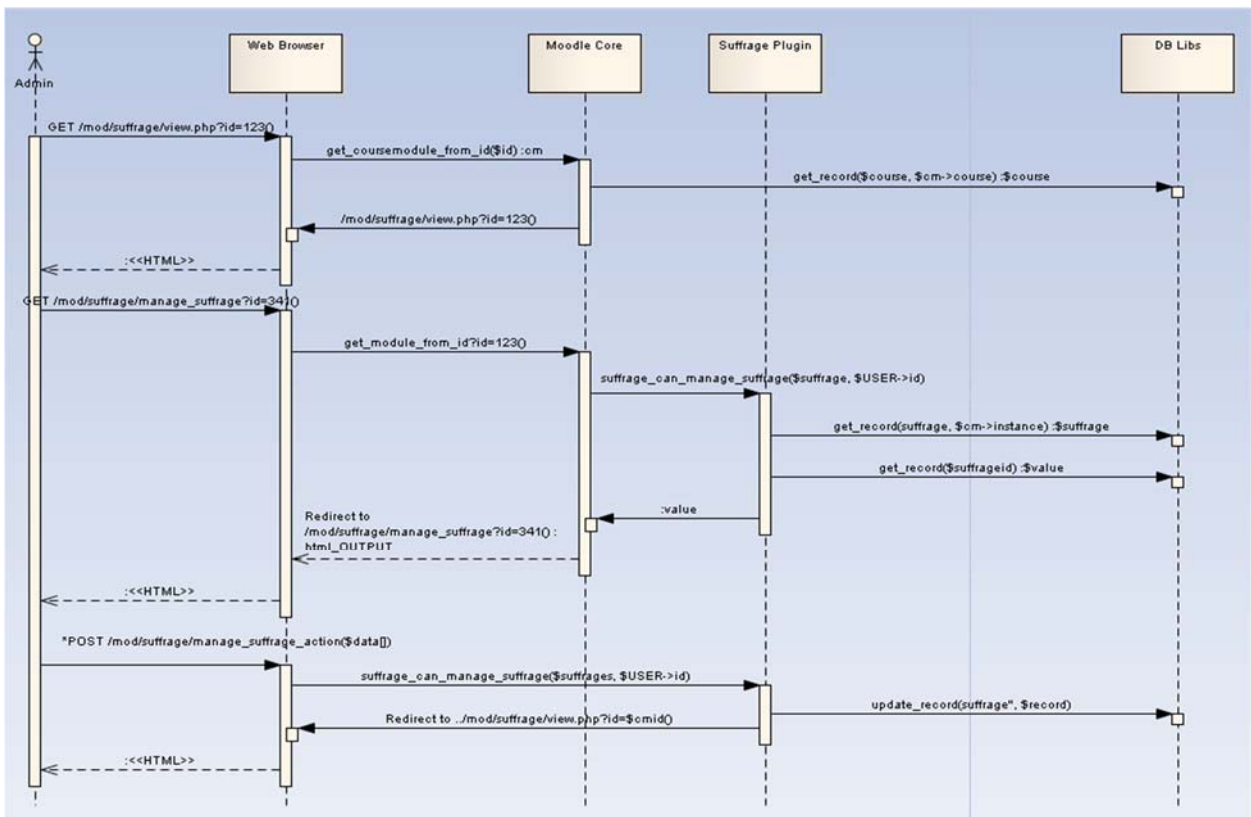 Web Browser
Moodle Core
Suffrage Plugin
DB Libs
Admin
GET /mod/suffrage/view.php?id=123()
get_coursemodule_from_id($id) :cm
get_record($course, $cm->course) :$course
/mod/suffrage/view.php?id=123()
:<<HTML>>
GET /mod/suffrage/manage_suffrage?id=341()
get_module_from_id?id=123()
suffrage_can_manage_suffrage($suffrage, $USER->id)
get_record(suffrage, $cm->instance) :$suffrage
get_record($suffrageid) :$value
:value
Redirect to
/mod/suffrage/manage_suffrage?id=341() :
html_OUTPUT
:<<HTML>>
*POST /mod/suffrage/manage_suffrage_action($data[])
suffrage_can_manage_suffrage($suffrages, $USER->id)
update_record(suffrage", $record)
Redirect to ../mod/suffrage/view.php?id=$cmid()
:<<HTML>>